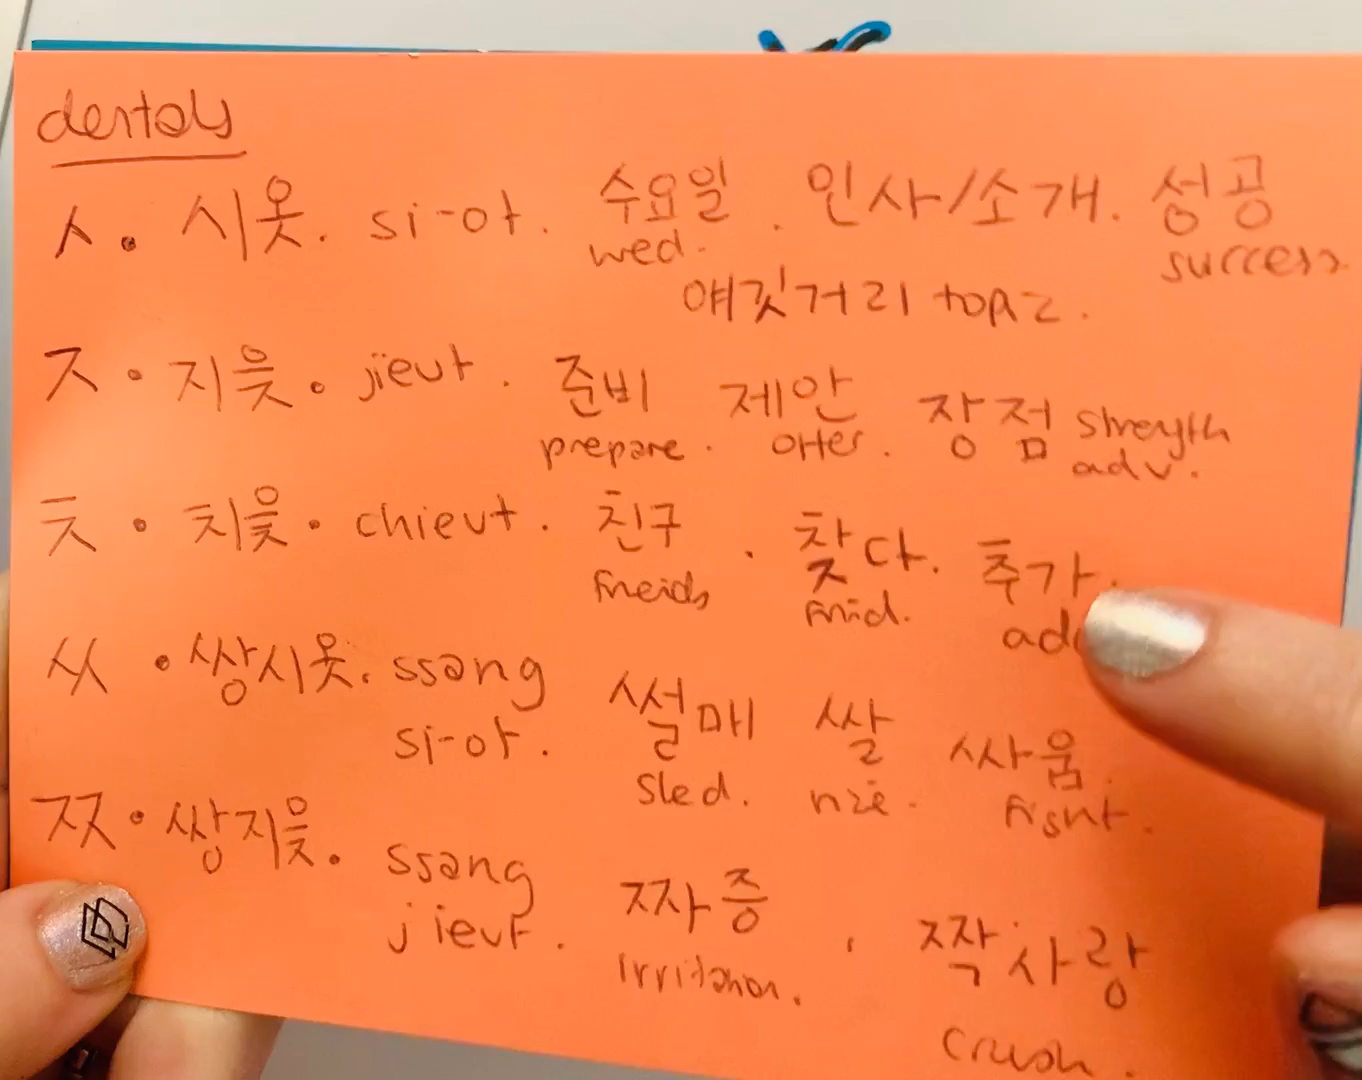 dentals
ㅅ. 시옷. si-ot. 수요일. 인사/소개. 성공
wed. success
얘깃거리 topic.
ㅈ. 지읒. jieut. 준비 제안 장점 strength
prepare. offer. adv.
ㅊ. 치읓. chieut. 친구. 찾다. 추가.
friends find.
ㅆ. 쌍시옷. ssang 썰매 쌀 싸움.
si-ot. sled. rice. fight.
ㅉ. 쌍지읒. ssang 짜증. 짝사랑
jieut. irritation. crush.